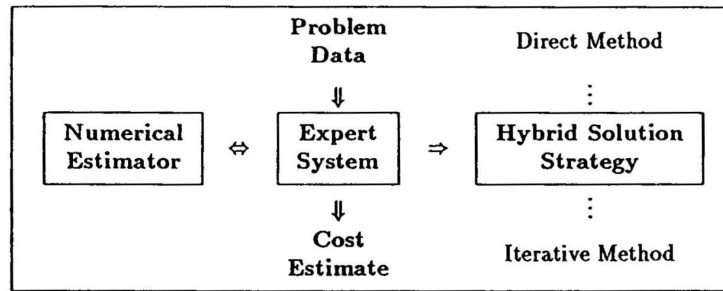 Problem
Data
Direct Method
⇓
⋮
Numerical
Estimator
⇔
Expert
System
⇒
Hybrid Solution
Strategy
⇓
⋮
Cost
Estimate
Iterative Method